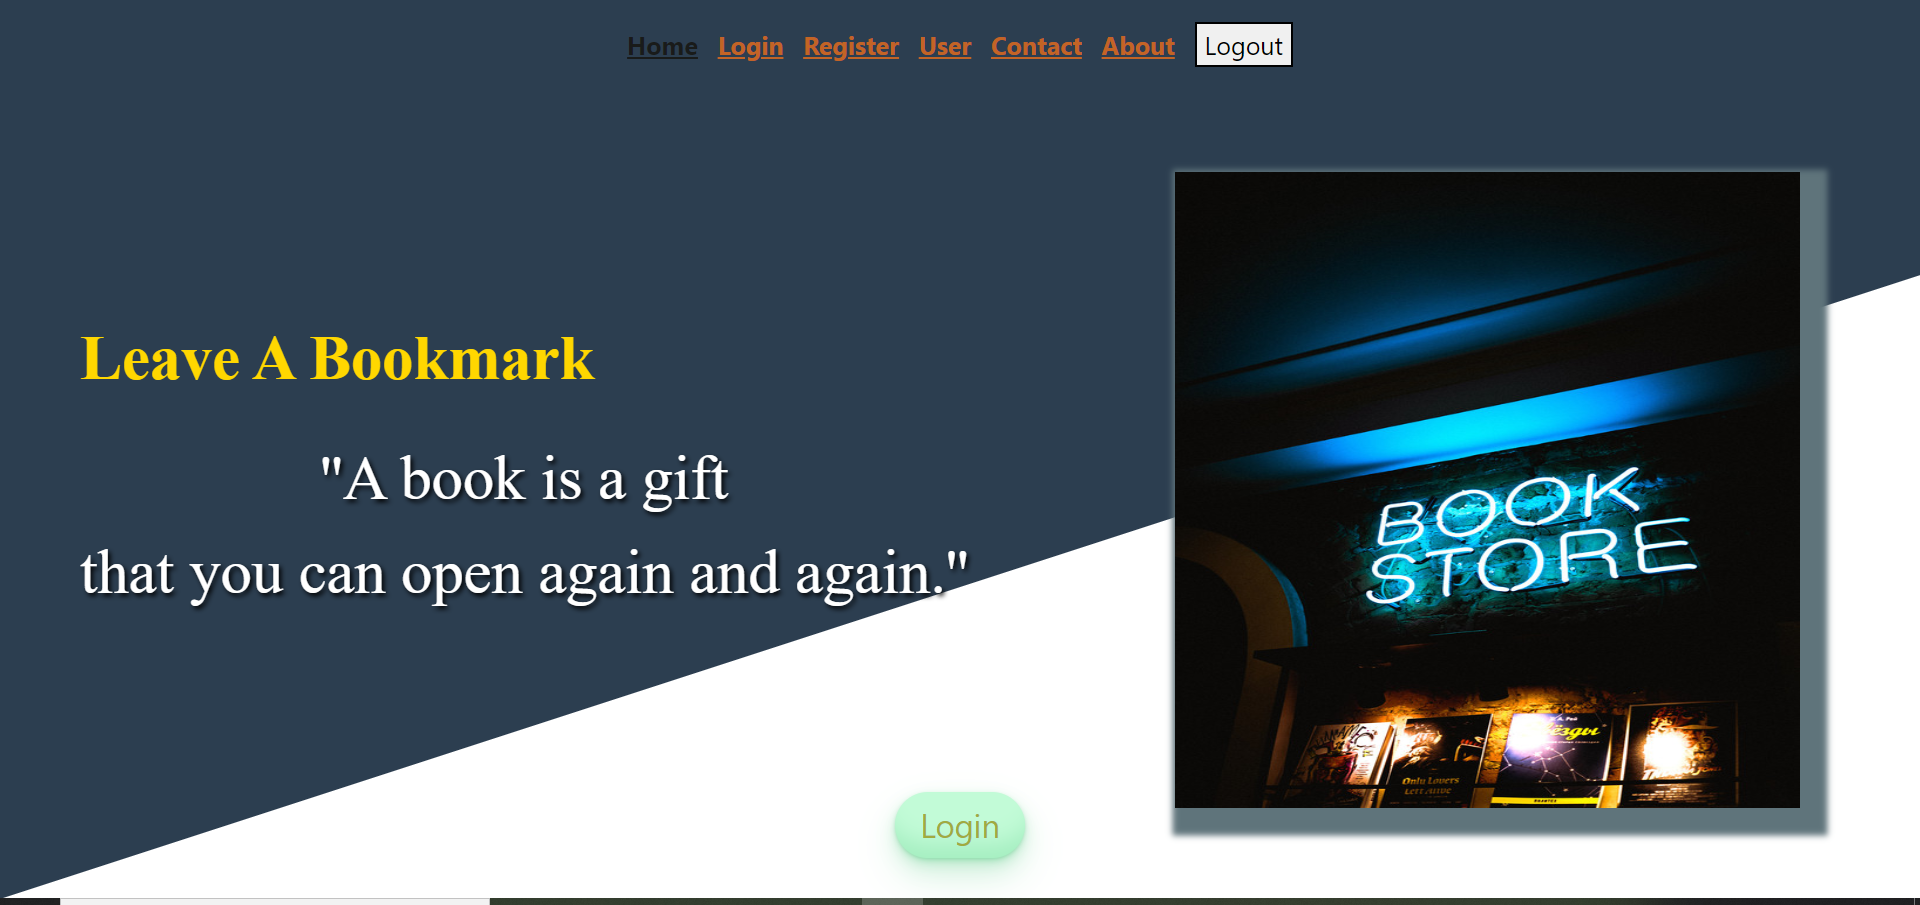 Home Login Register User Contact About Logout
Leave A Bookmark
"A book is a gift
that you can open again and again."
BOOK
STORE
Only Lovers
Left Alive
Login